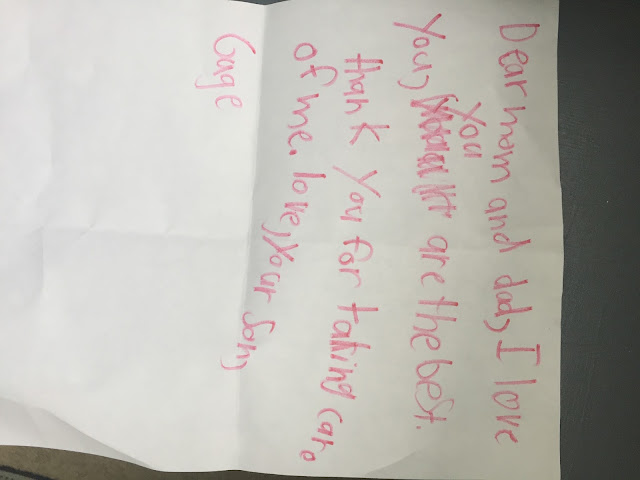 Dear mom and dad, I love
you
you, are the best.
thank you for taking care
of me. love, your son,
Gage